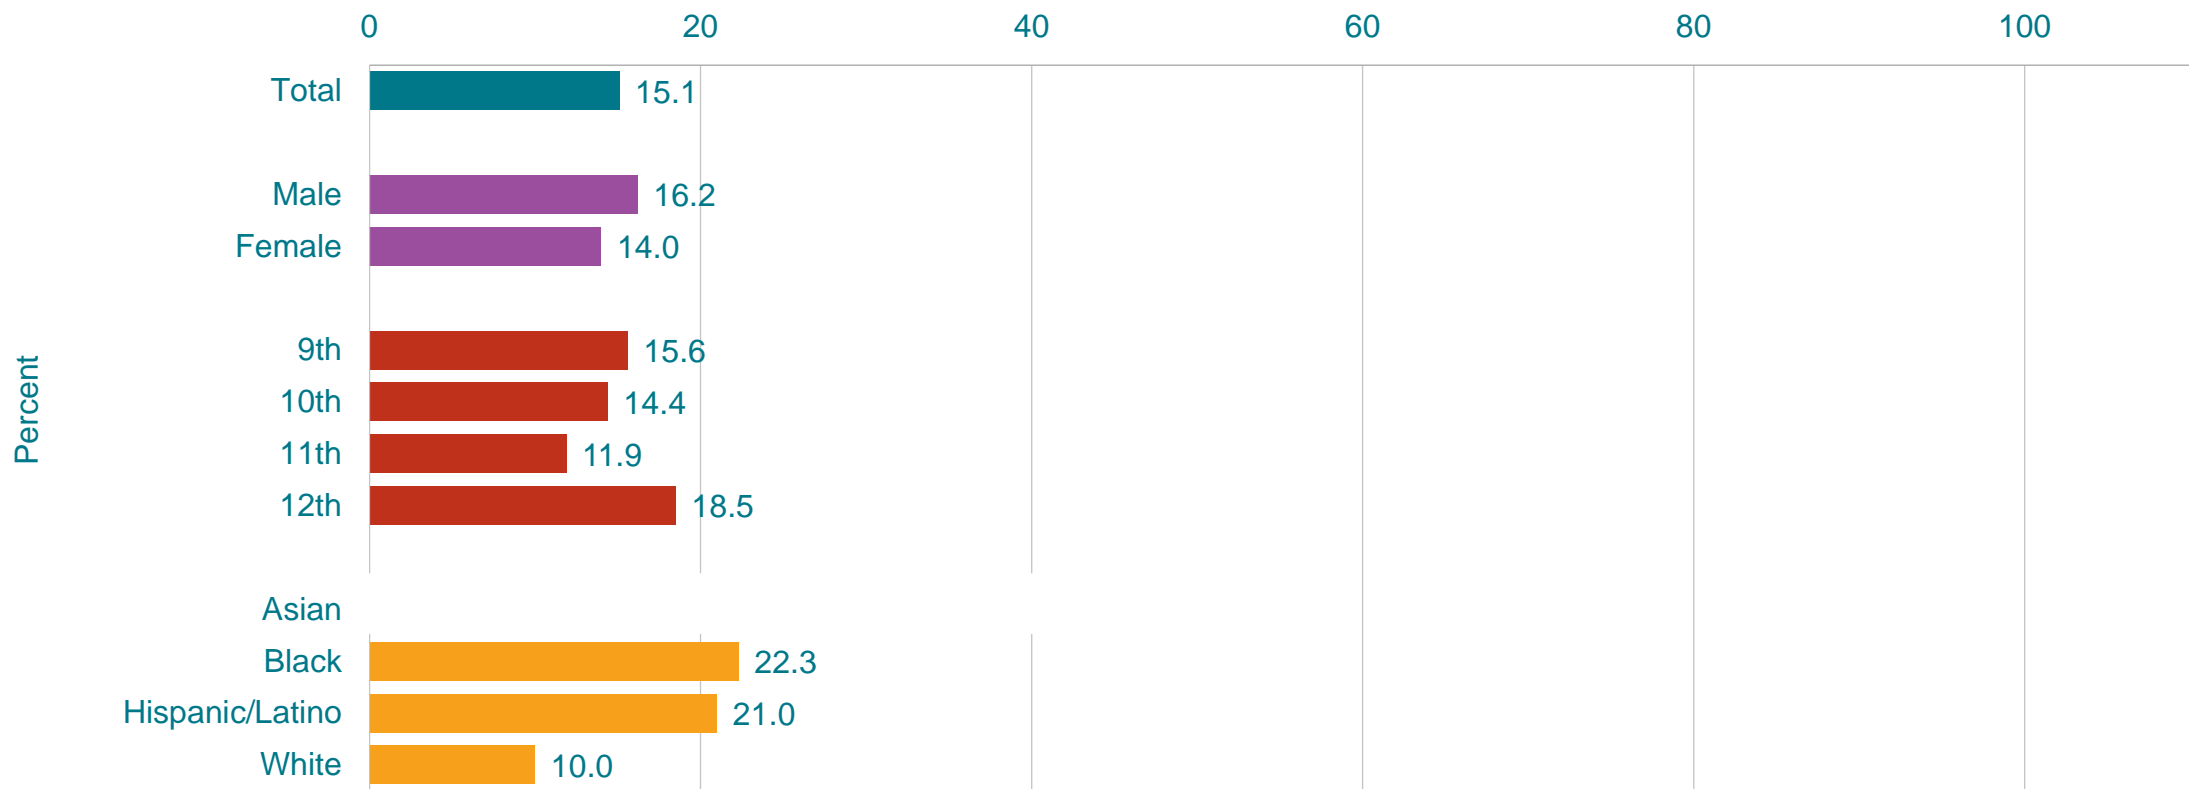 0 20 40 60 80 100
Total 15.1
Male 16.2
Female 14.0
9th 15.6
10th 14.4
11th 11.9
12th 18.5
Asian
Black 22.3
Hispanic/Latino 21.0
White 10.0
Percent